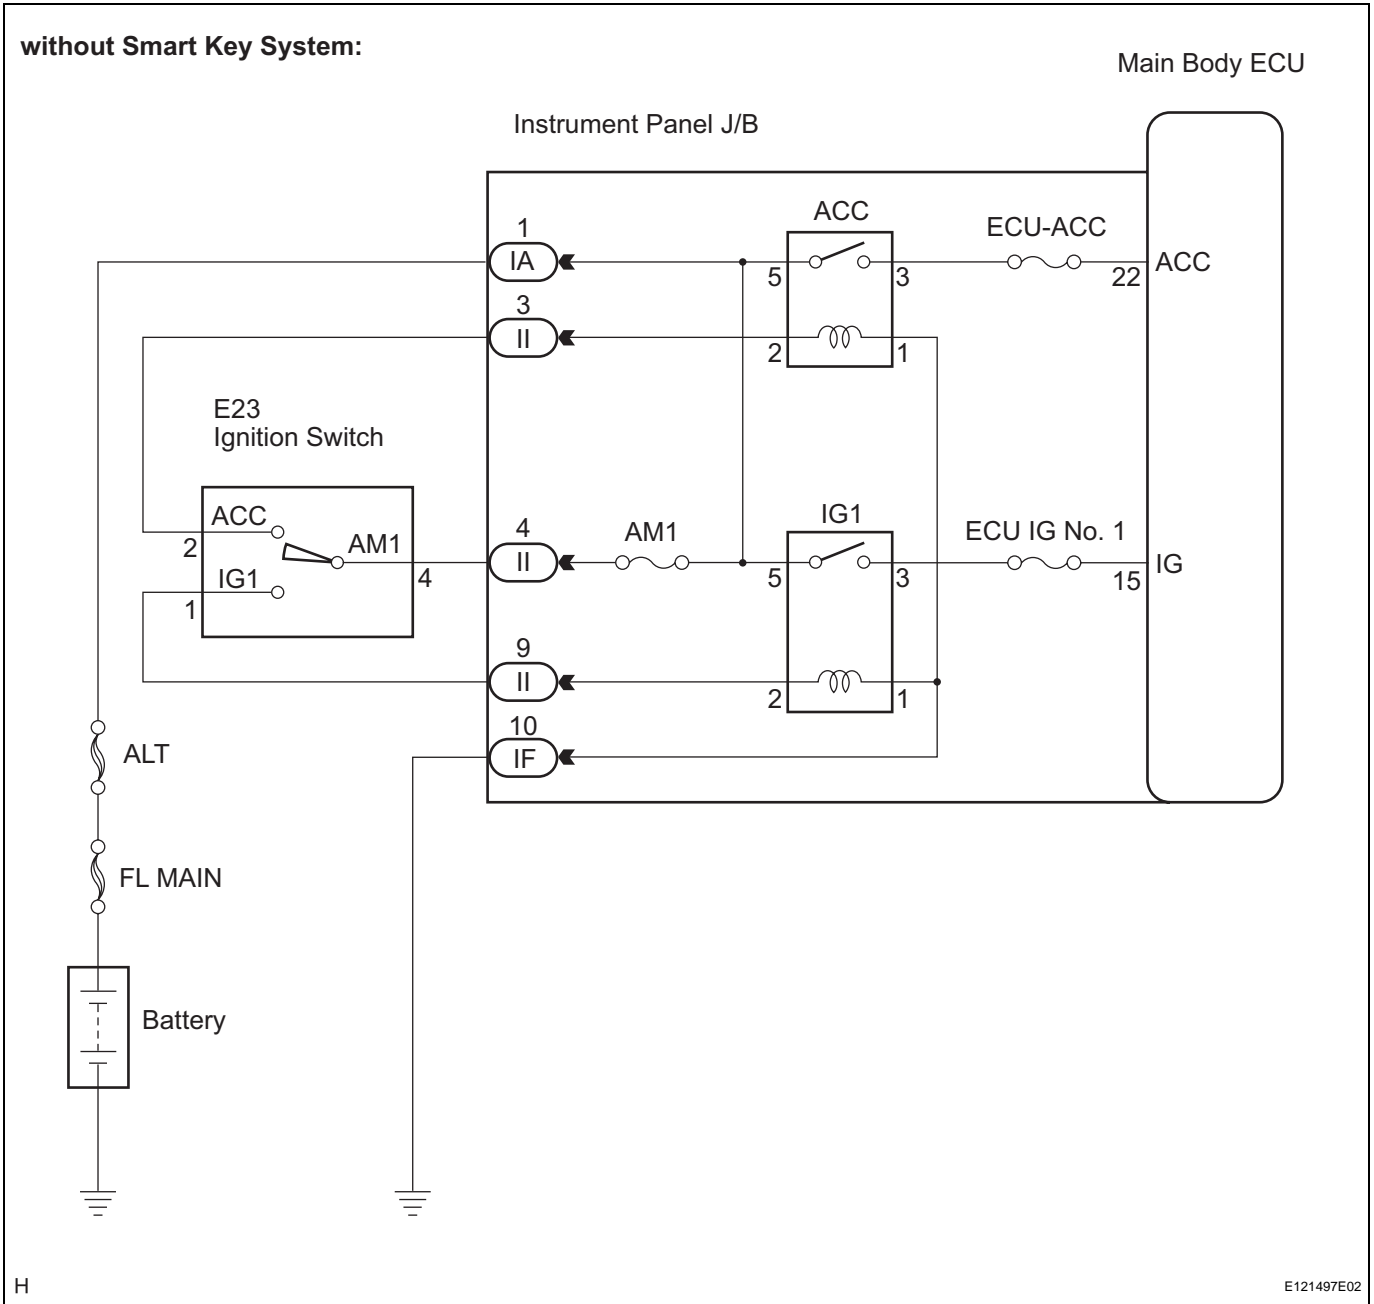 without Smart Key System:
Main Body ECU
Instrument Panel J/B
1
IA
ACC
5
3
ECU-ACC
22
ACC
3
II
2
1
E23
Ignition Switch
ACC
2
AM1
4
IG1
1
4
II
AM1
IG1
5
3
ECU IG No. 1
15
IG
9
II
2
1
10
IF
ALT
FL MAIN
Battery
H
E121497E02